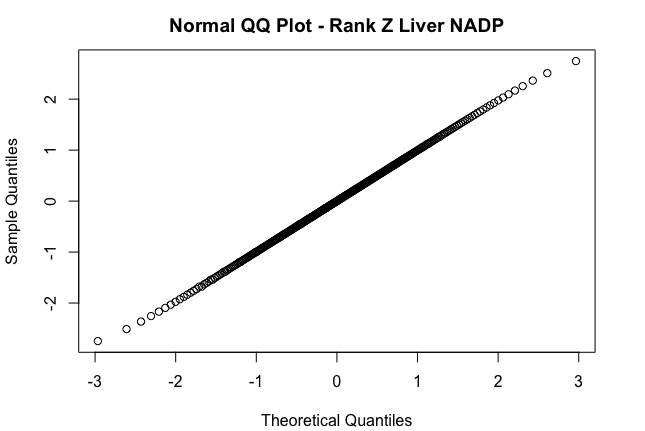 Normal QQ Plot - Rank Z Liver NADP
Sample Quantiles
2
1
0
-1
-2
-3 -2 -1 0 1 2 3
Theoretical Quantiles